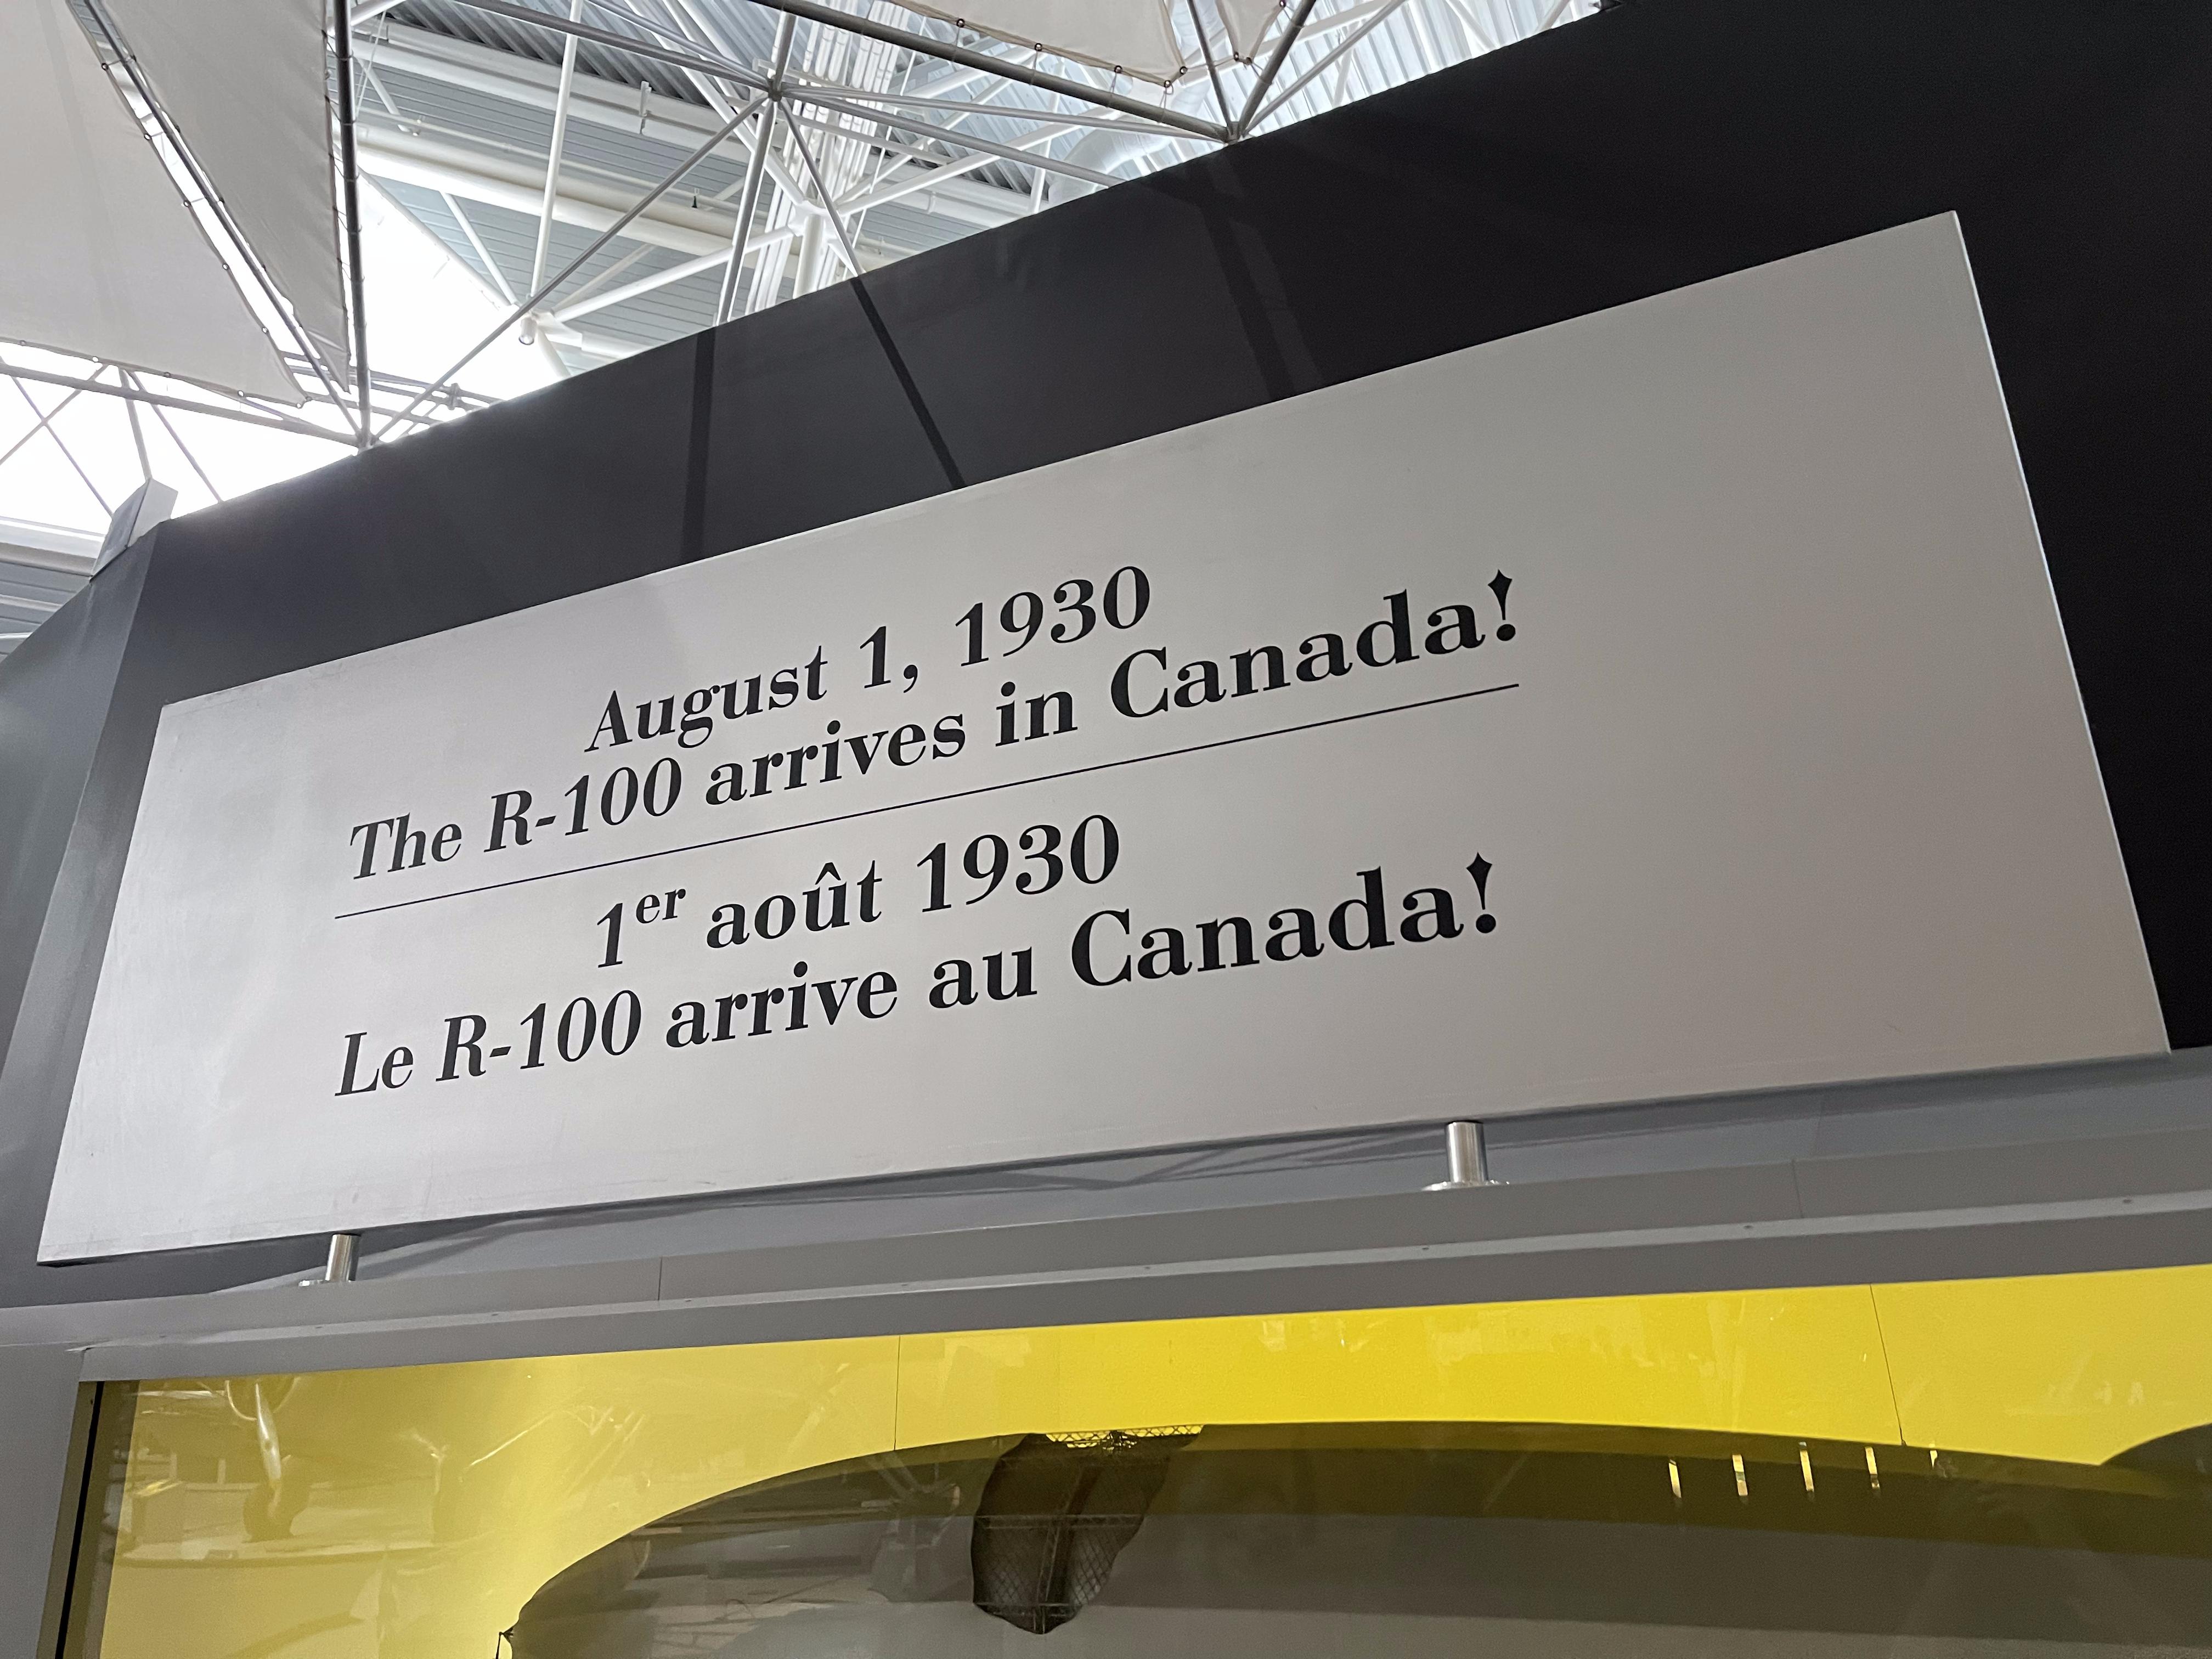 August 1, 1930
The R-100 arrives in Canada!
1er août 1930
Le R-100 arrive au Canada!